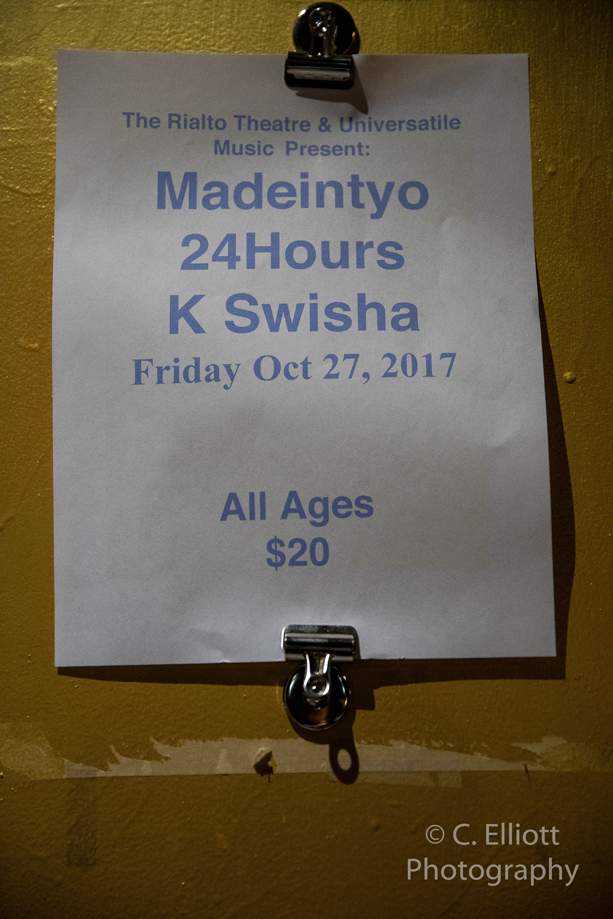 The Rialto Theatre & Universatile
Music Present:
Madeintyo
24Hours
K Swisha
Friday Oct 27, 2017
All Ages
$20
© C. Elliott
Photography